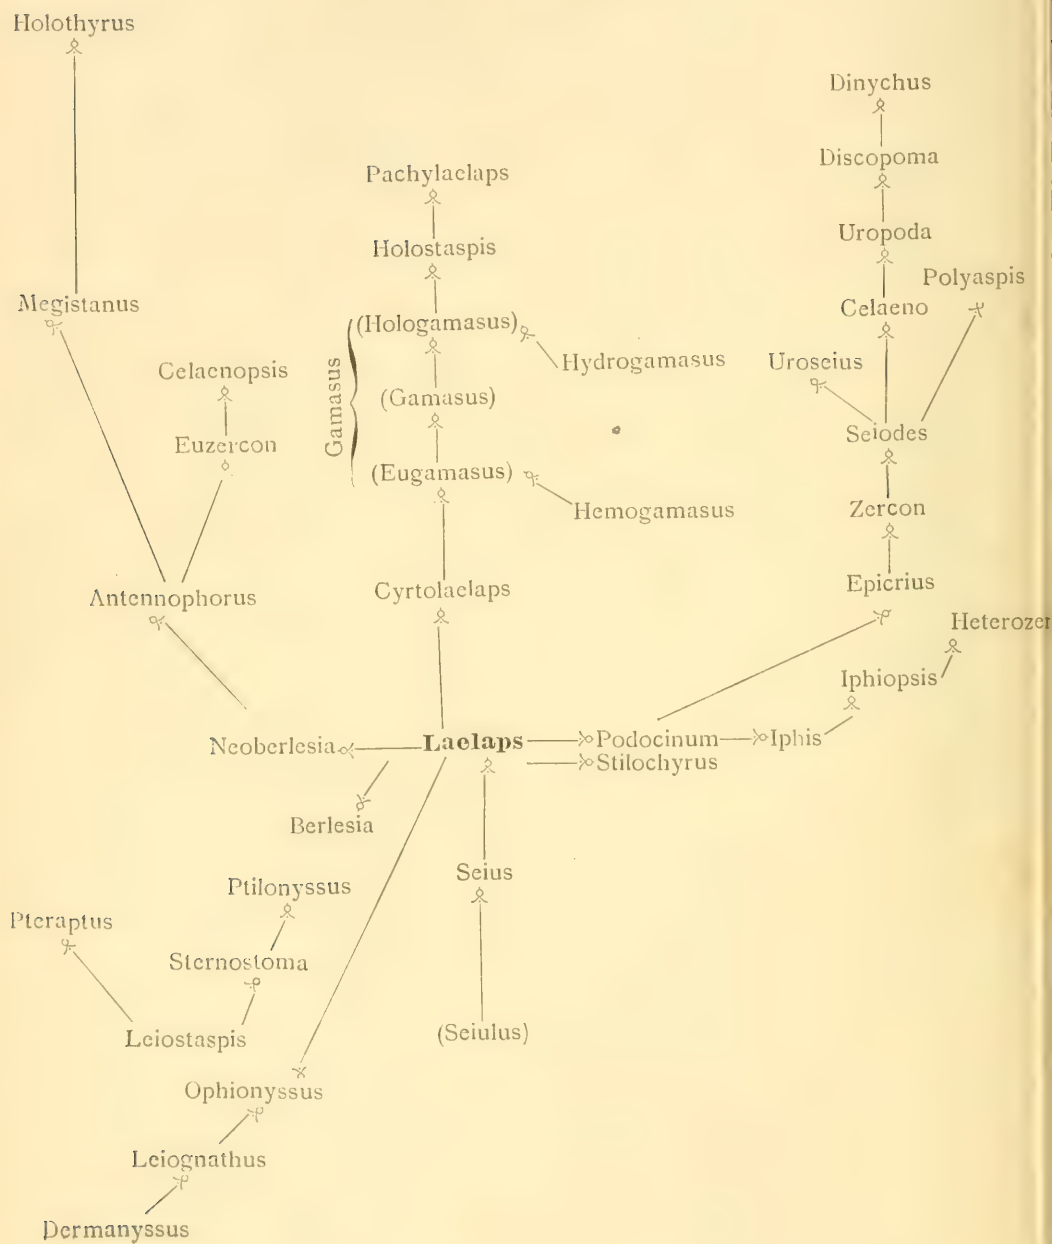 Holothyrus
Dinychus
Discopoma
Pachylaelaps
Uropoda
Holostaspis
Polyaspis
Megistanus
Celaeno
(Hologamasus)
Hydrogamasus
Uroseius
Celaenopsis
Gamasus
(Gamasus)
Seiodes
Euzercon
(Eugamasus)
Zercon
Hemogamasus
Epicrius
Antennophorus
Cyrtolaelaps
Heterozer
Iphiopsis
Neoberlesia
Laelaps
Podocinum
Iphis
Stilochyrus
Berlesia
Seius
Ptilonyssus
Pteraptus
Sternostoma
Leiostaspis
(Seiulus)
Ophionyssus
Leiognathus
Dermanyssus